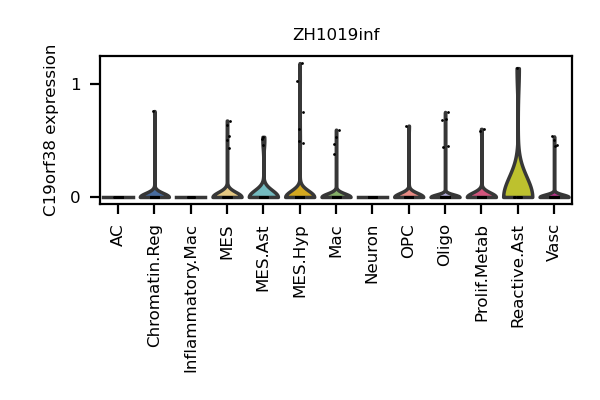 ZH1019inf
C19orf38 expression
1
0
AC
Chromatin.Reg
Inflammatory.Mac
MES
MES.Ast
MES.Hyp
Mac
Neuron
OPC
Oligo
Prolif.Metab
Reactive.Ast
Vasc